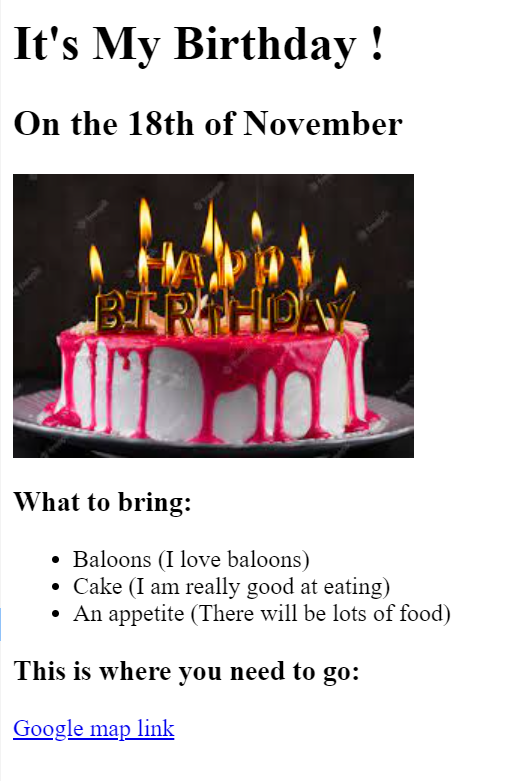 It's My Birthday !
On the 18th of November
HAPPY
BIRTHDAY
What to bring:
Baloons (I love baloons)
Cake (I am really good at eating)
An appetite (There will be lots of food)
This is where you need to go:
Google map link